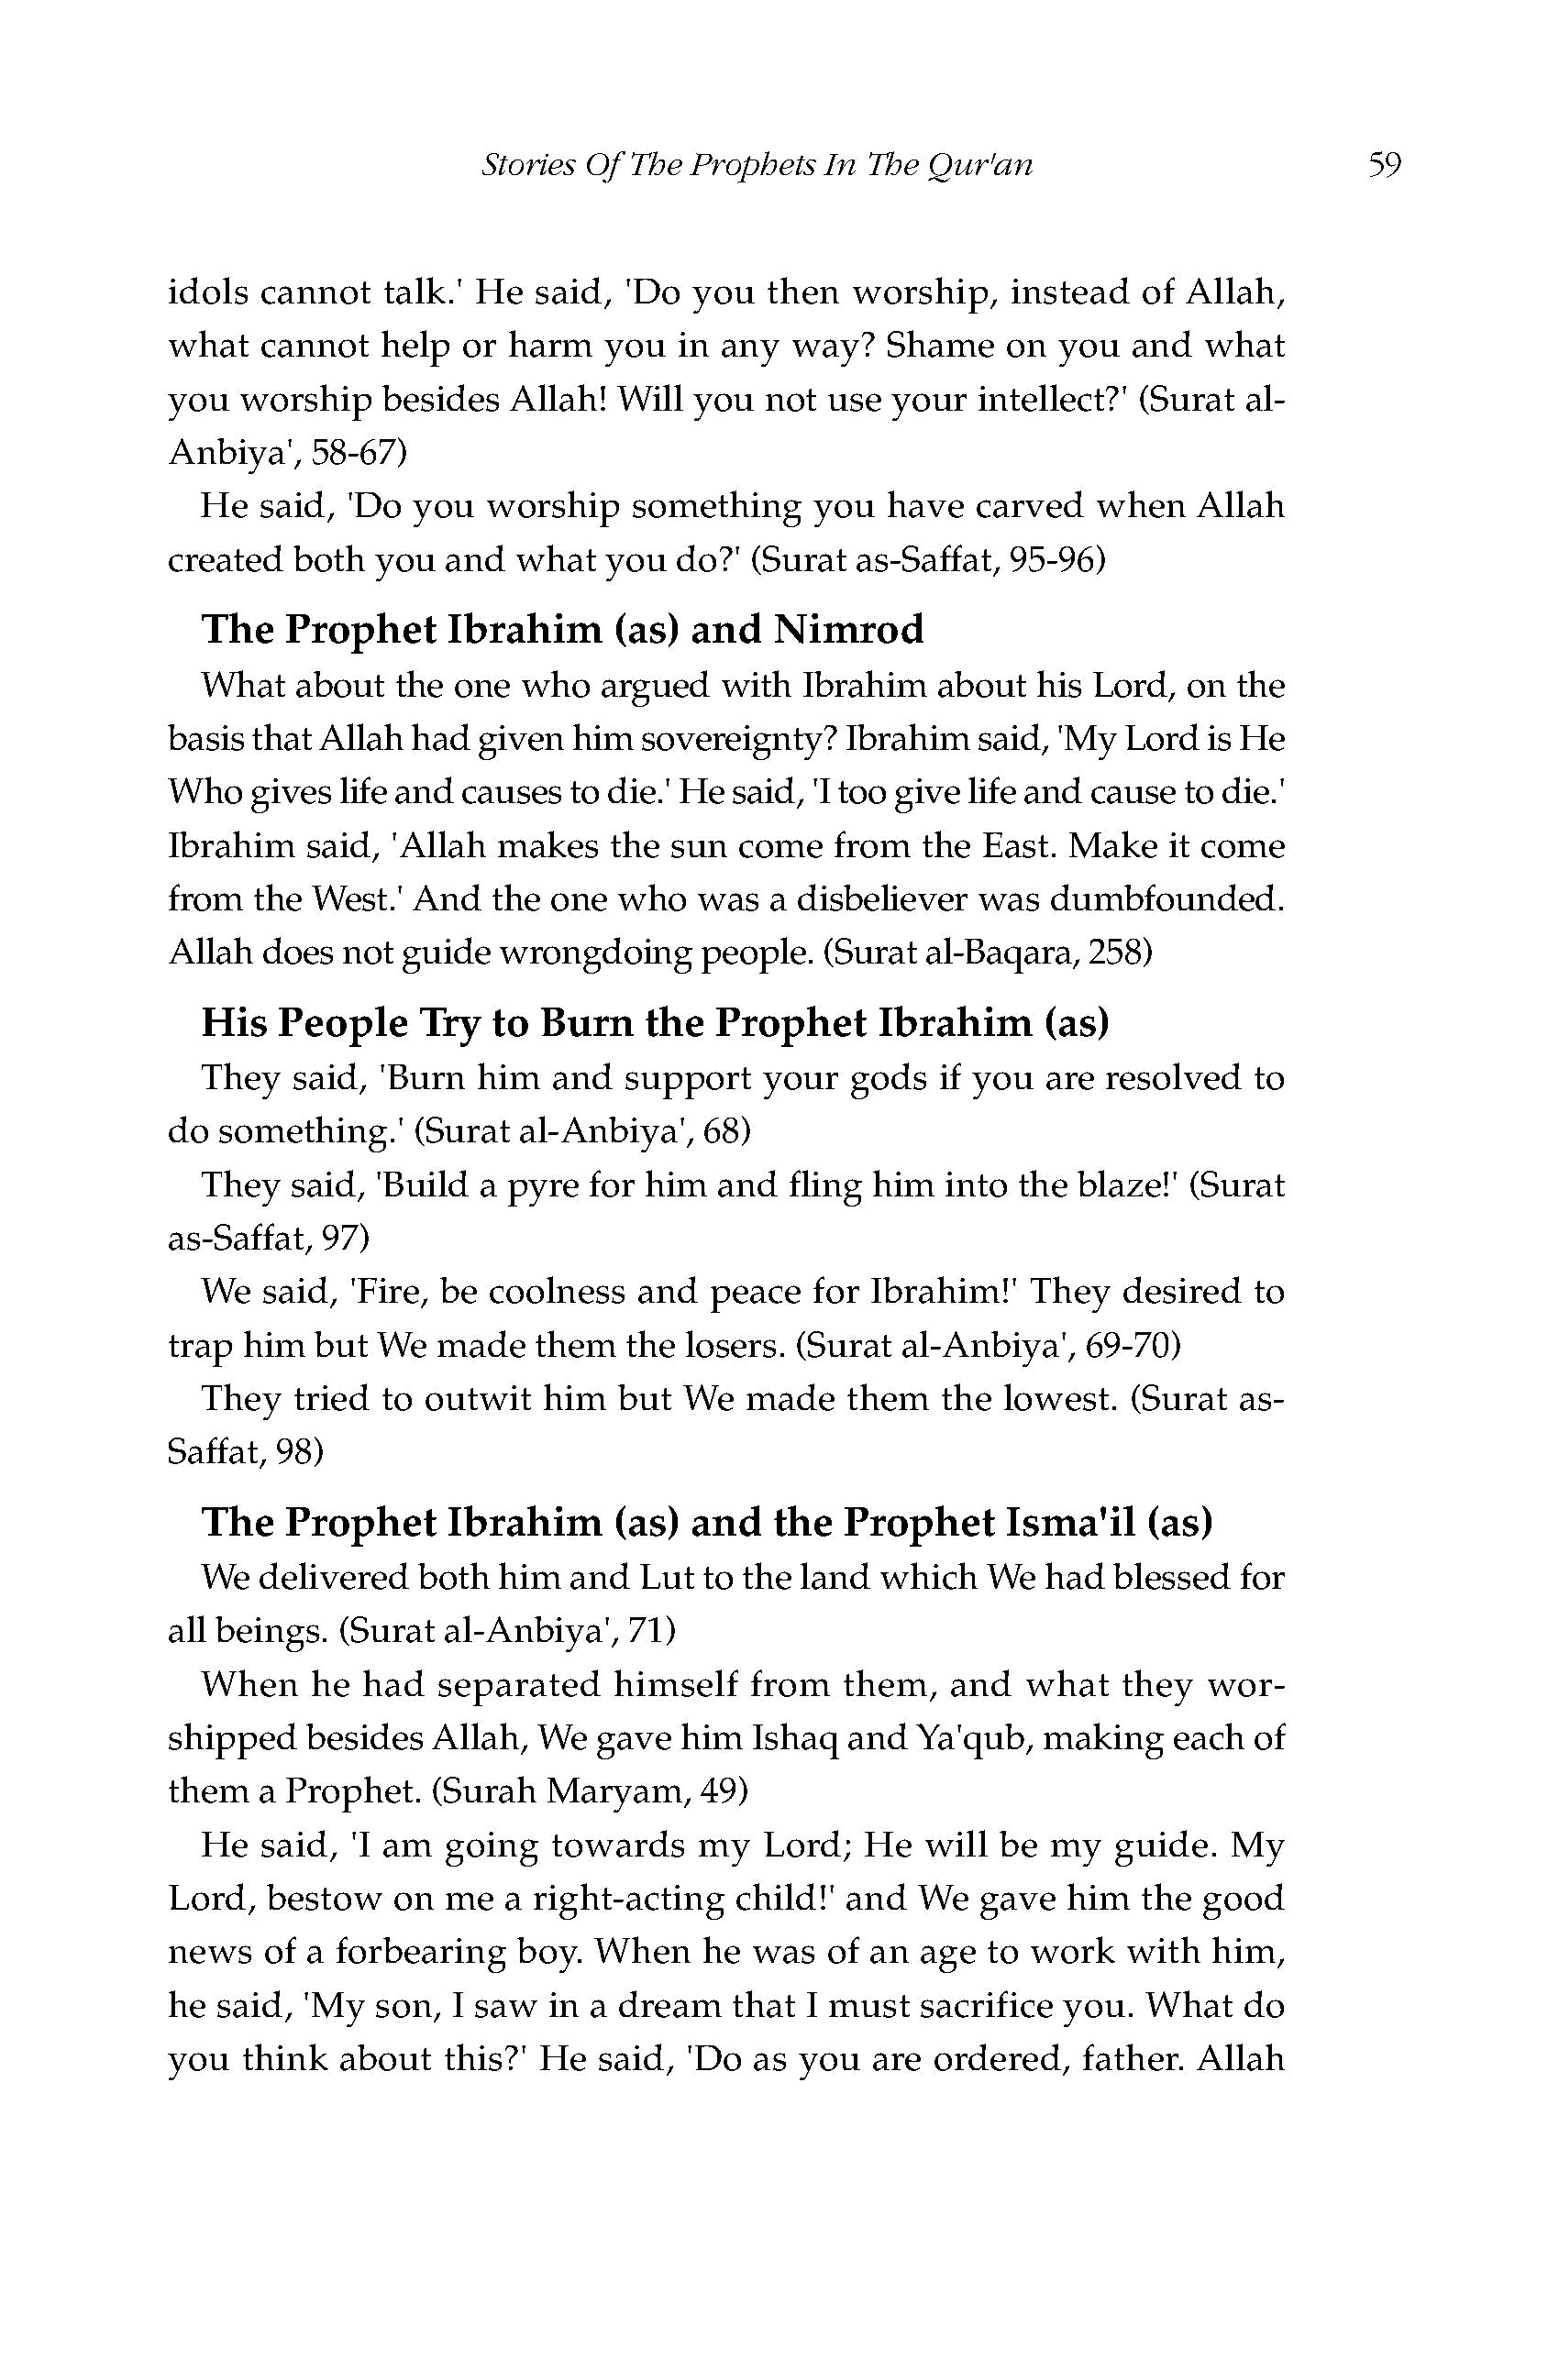 Stories Of The Prophets In The Qur'an 59
idols cannot talk.' He said, 'Do you then worship, instead of Allah,
what cannot help or harm you in any way? Shame on you and what
you worship besides Allah! Will you not use your intellect?' (Surat al-
Anbiya', 58-67)
He said, 'Do you worship something you have carved when Allah
created both you and what you do?' (Surat as-Saffat, 95-96)
The Prophet Ibrahim (as) and Nimrod
What about the one who argued with Ibrahim about his Lord, on the
basis that Allah had given him sovereignty? Ibrahim said, 'My Lord is He
Who gives life and causes to die.' He said, 'I too give life and cause to die.'
Ibrahim said, 'Allah makes the sun come from the East. Make it come
from the West.' And the one who was a disbeliever was dumbfounded.
Allah does not guide wrongdoing people. (Surat al-Baqara, 258)
His People Try to Burn the Prophet Ibrahim (as)
They said, 'Burn him and support your gods if you are resolved to
do something.' (Surat al-Anbiya', 68)
They said, 'Build a pyre for him and fling him into the blaze!' (Surat
as-Saffat, 97)
We said, 'Fire, be coolness and peace for Ibrahim!' They desired to
trap him but We made them the losers. (Surat al-Anbiya', 69-70)
They tried to outwit him but We made them the lowest. (Surat as-
Saffat, 98)
The Prophet Ibrahim (as) and the Prophet Isma'il (as)
We delivered both him and Lut to the land which We had blessed for
all beings. (Surat al-Anbiya', 71)
When he had separated himself from them, and what they wor-
shipped besides Allah, We gave him Ishaq and Ya'qub, making each of
them a Prophet. (Surah Maryam, 49)
He said, 'I am going towards my Lord; He will be my guide. My
Lord, bestow on me a right-acting child!' and We gave him the good
news of a forbearing boy. When he was of an age to work with him,
he said, 'My son, I saw in a dream that I must sacrifice you. What do
you think about this?' He said, 'Do as you are ordered, father. Allah